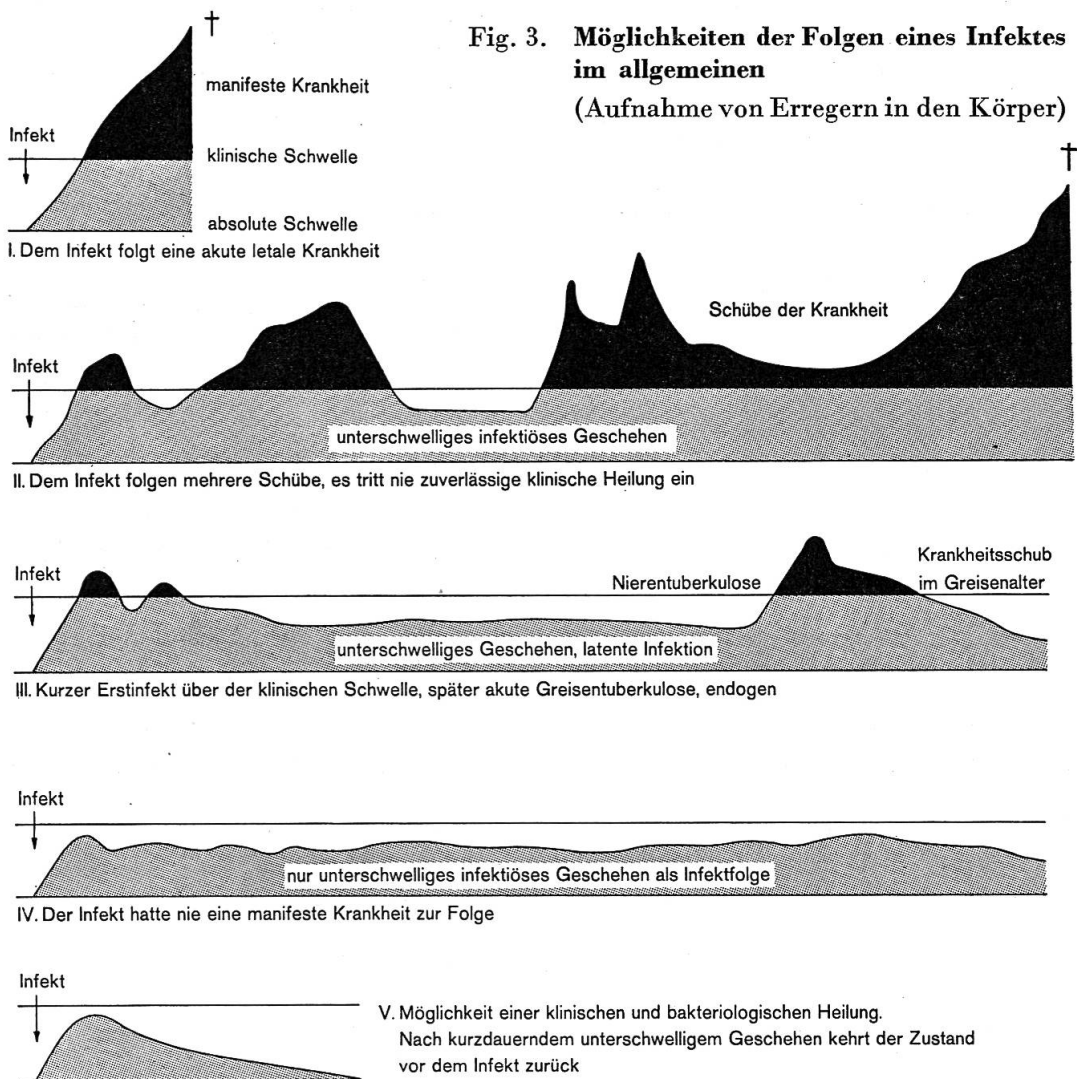 Fig. 3. Möglichkeiten der Folgen eines Infektes
im allgemeinen
(Aufnahme von Erregern in den Körper)
†
manifeste Krankheit
Infekt
klinische Schwelle
absolute Schwelle
I. Dem Infekt folgt eine akute letale Krankheit
†
Schübe der Krankheit
Infekt
unterschwelliges infektiöses Geschehen
II. Dem Infekt folgen mehrere Schübe, es tritt nie zuverlässige klinische Heilung ein
Infekt
Nierentuberkulose
Krankheitsschub
im Greisenalter
unterschwelliges Geschehen, latente Infektion
III. Kurzer Erstinfekt über der klinischen Schwelle, später akute Greisentuberkulose, endogen
Infekt
nur unterschwelliges infektiöses Geschehen als Infektfolge
IV. Der Infekt hatte nie eine manifeste Krankheit zur Folge
Infekt
V. Möglichkeit einer klinischen und bakteriologischen Heilung.
Nach kurzdauerndem unterschwelligem Geschehen kehrt der Zustand
vor dem Infekt zurück